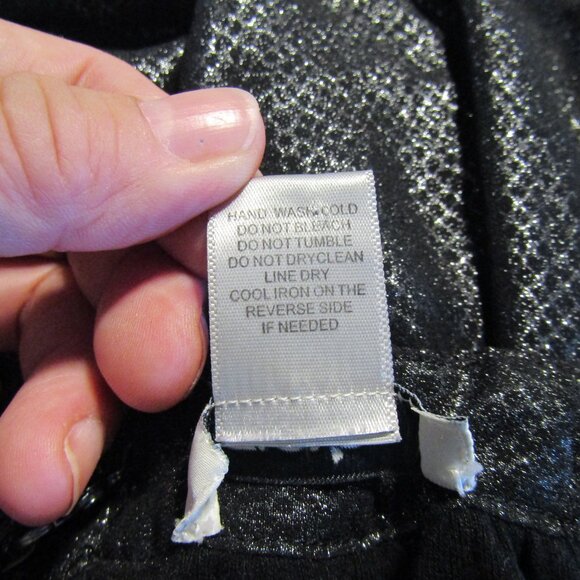 HAND WASH COLD
DO NOT BLEACH
DO NOT TUMBLE
DO NOT DRYCLEAN
LINE DRY
COOL IRON ON THE
REVERSE SIDE
IF NEEDED